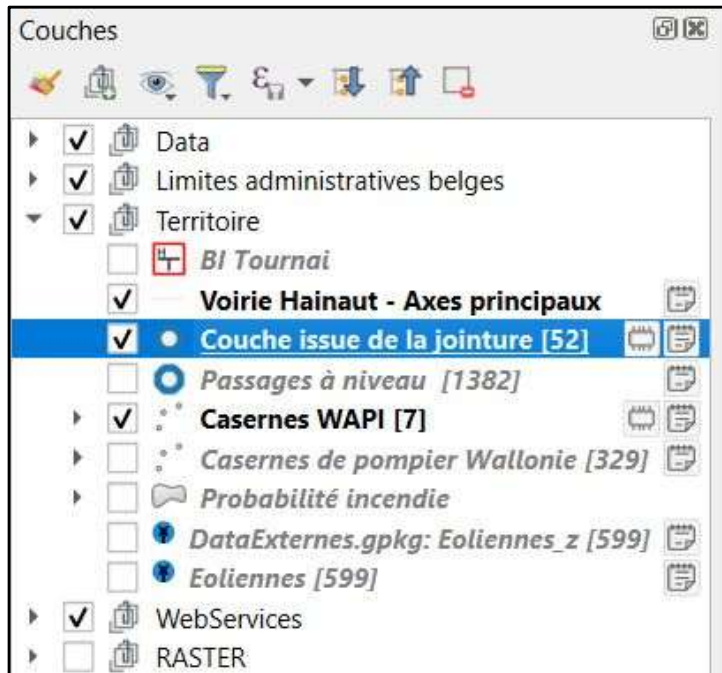 Couches
Data
Limites administratives belges
Territoire
BI Tournai
Voirie Hainaut - Axes principaux
Couche issue de la jointure [52]
Passages à niveau [1382]
Casernes WAPI [7]
Casernes de pompier Wallonie [329]
Probabilité incendie
DataExternes.gpkg: Eoliennes_z [599]
Eoliennes [599]
WebServices
RASTER